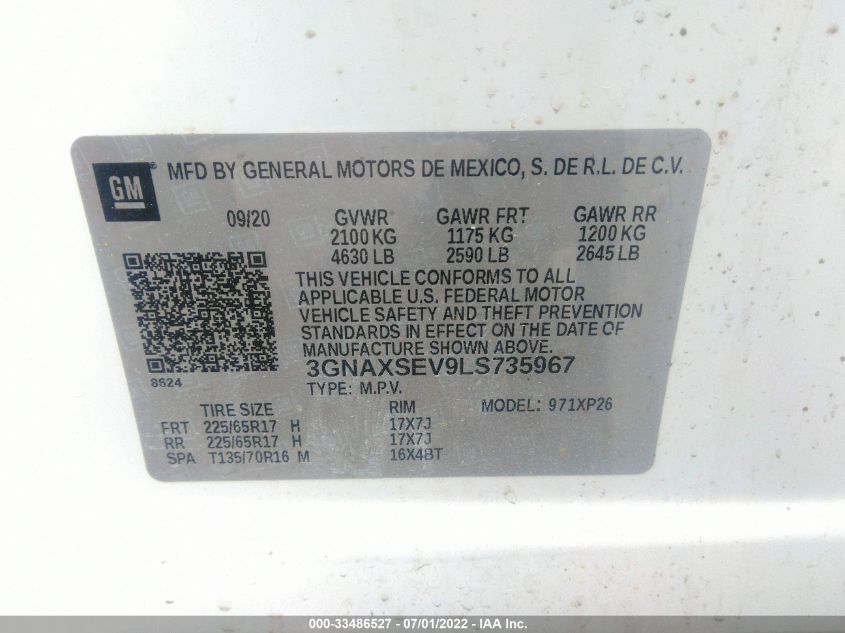 GM
MFD BY GENERAL MOTORS DE MEXICO, S. DE R.L. DE C.V.
09/20 GVWR GAWR FRT GAWR RR
2100 KG 1175 KG 1200 KG
4630 LB 2590 LB 2645 LB
THIS VEHICLE CONFORMS TO ALL
APPLICABLE U.S. FEDERAL MOTOR
VEHICLE SAFETY AND THEFT PREVENTION
STANDARDS IN EFFECT ON THE DATE OF
MANUFACTURE SHOWN ABOVE.
8624
3GNAXSEV9LS735967
TYPE: M.P.V.
TIRE SIZE RIM MODEL: 971XP26
FRT 225/65R17 H 17X7J
RR 225/65R17 H 17X7J
SPA T135/70R16 M 16X4BT
000-33486527 - 07/01/2022 - IAA Inc.